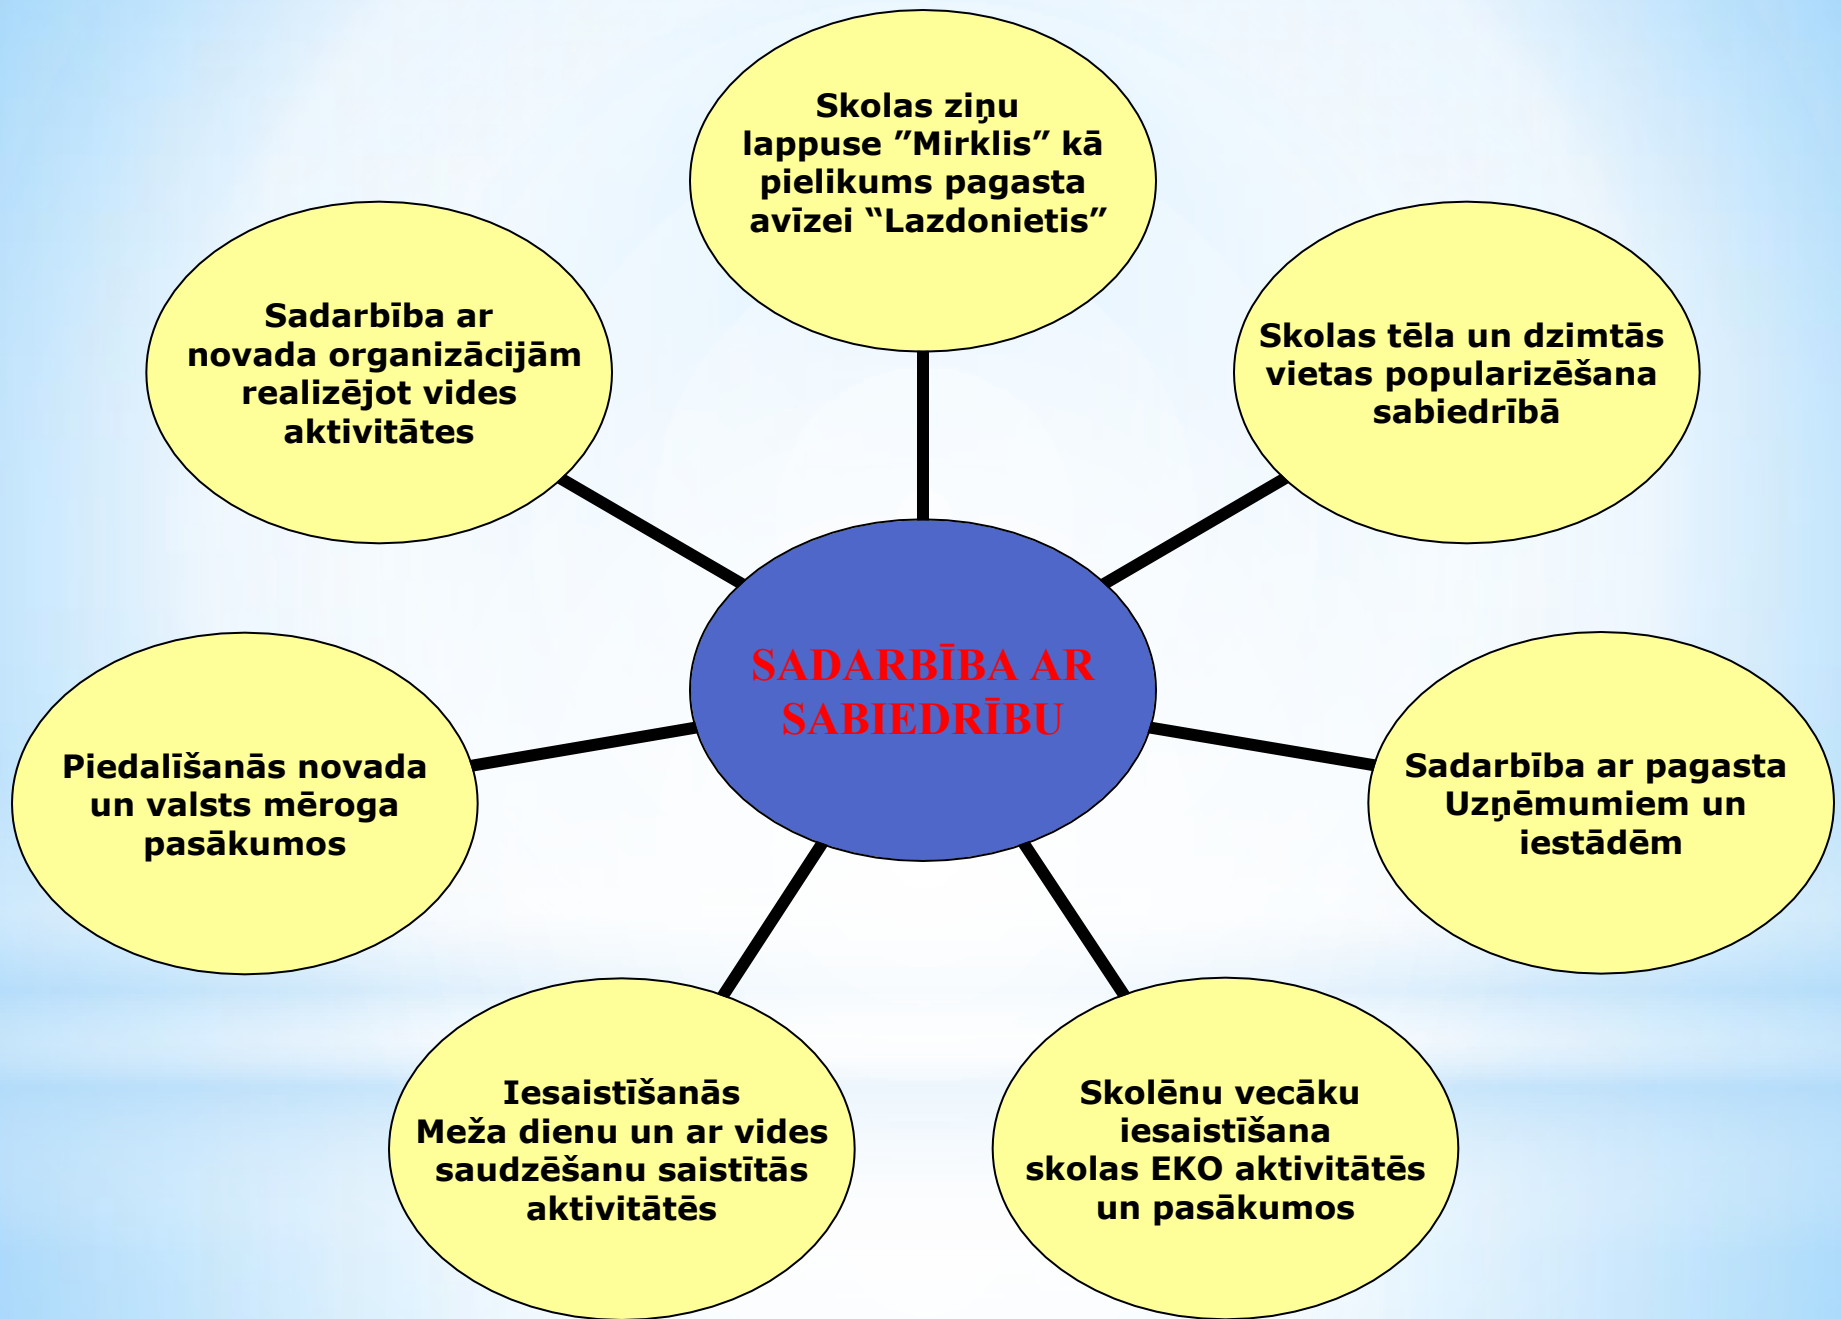 Skolas ziņu
lappuse ”Mirklis” kā
pielikums pagasta
avīzei “Lazdonietis”
Sadarbība ar
novada organizācijām
realizējot vides
aktivitātes
Skolas tēla un dzimtās
vietas popularizēšana
sabiedrībā
SADARBĪBA AR
SABIEDRĪBU
Piedalīšanās novada
un valsts mēroga
pasākumos
Sadarbība ar pagasta
Uzņēmumiem un
iestādēm
Iesaistīšanās
Meža dienu un ar vides
saudzēšanu saistītās
aktivitātēs
Skolēnu vecāku
iesaistīšana
skolas EKO aktivitātēs
un pasākumos